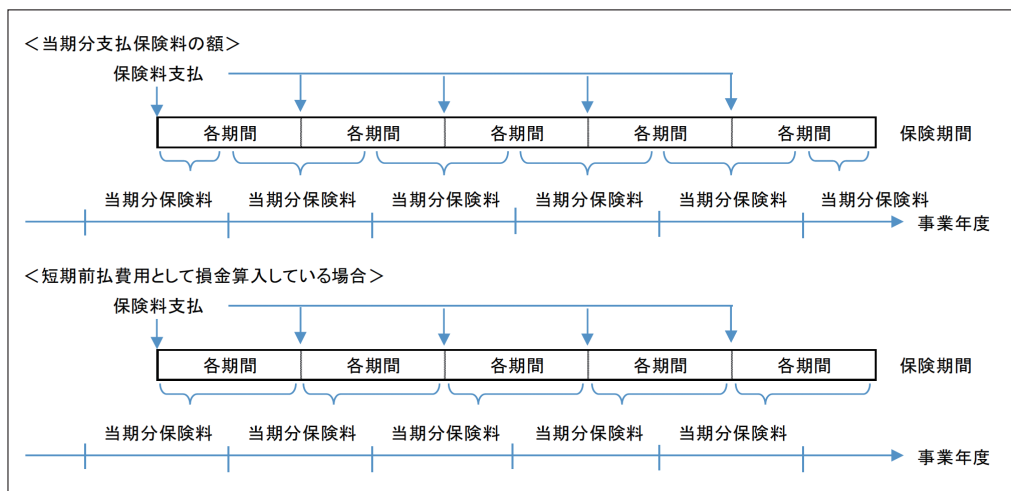 <当期分支払保険料の額>
保険料支払
各期間 各期間 各期間 各期間 各期間 保険期間
当期分保険料 当期分保険料 当期分保険料 当期分保険料 当期分保険料 当期分保険料
事業年度
<短期前払費用として損金算入している場合>
保険料支払
各期間 各期間 各期間 各期間 各期間 保険期間
当期分保険料 当期分保険料 当期分保険料 当期分保険料 当期分保険料
事業年度